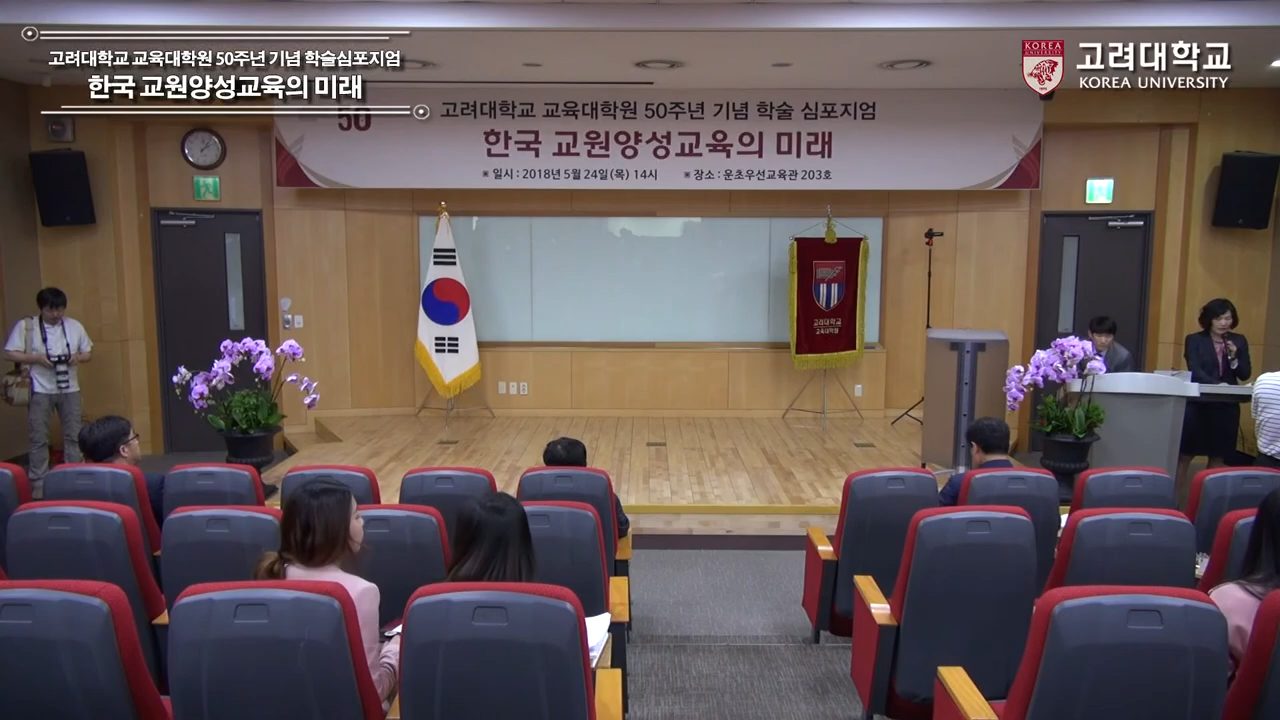 고려대학교 교육대학원 50주년 기념 학술심포지엄
한국 교원양성교육의 미래
KOREA
UNIVERSITY
고려대학교
KOREA UNIVERSITY
50
고려대학교 교육대학원 50주년 기념 학술 심포지엄
한국 교원양성교육의 미래
▣ 일시 : 2018년 5월 24일(목) 14시 ▣ 장소 : 운초우선교육관 203호
고려대학교
교육대학원